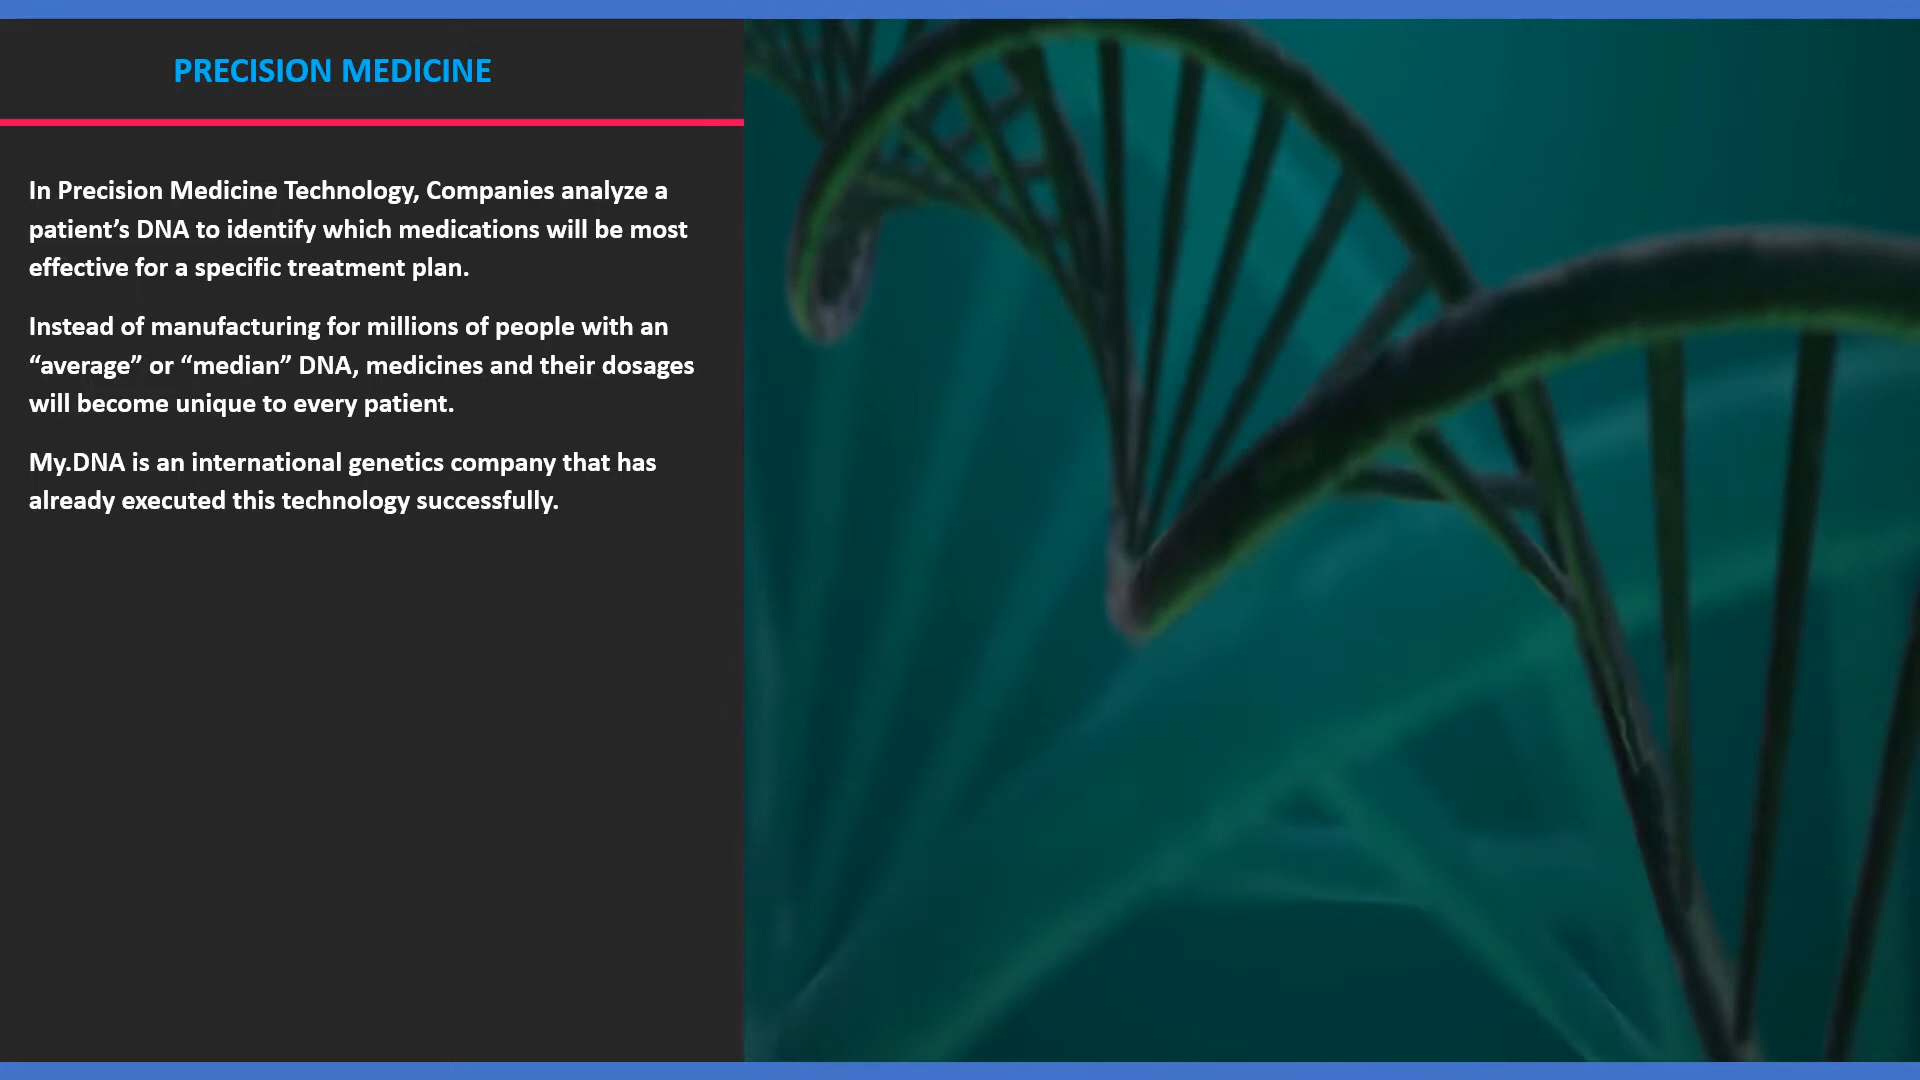 PRECISION MEDICINE
In Precision Medicine Technology, Companies analyze a
patient’s DNA to identify which medications will be most
effective for a specific treatment plan.
Instead of manufacturing for millions of people with an
“average” or “median” DNA, medicines and their dosages
will become unique to every patient.
My.DNA is an international genetics company that has
already executed this technology successfully.